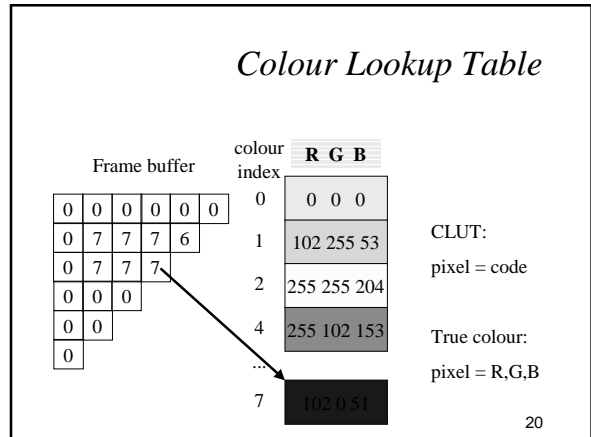 Colour Lookup Table
Frame buffer
0 0 0 0 0 0
0 7 7 7 6
0 7 7 7
0 0 0
0 0
0
colour
index
R G B
0 0 0 0
1 102 255 53
2 255 255 204
4 255 102 153
...
7 102 0 51
CLUT:
pixel = code
True colour:
pixel = R,G,B
20